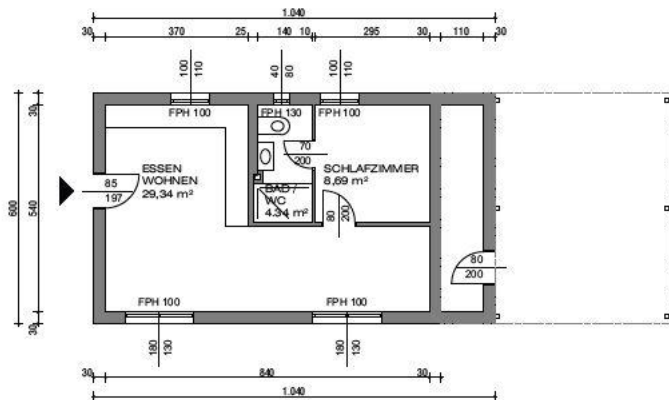 1.040
30 370 25 140 10 295 30 110 30
100
110
40
80
100
110
FPH 100
FPH 130
FPH 100
600
30
540
30
85
197
ESSEN
WOHNEN
29,34 m²
70
200
SCHLAFZIMMER
8,69 m²
BAD /
WC
4.34 m²
80
200
80
200
FPH 100
FPH 100
180
130
180
130
30 840 30
1.040